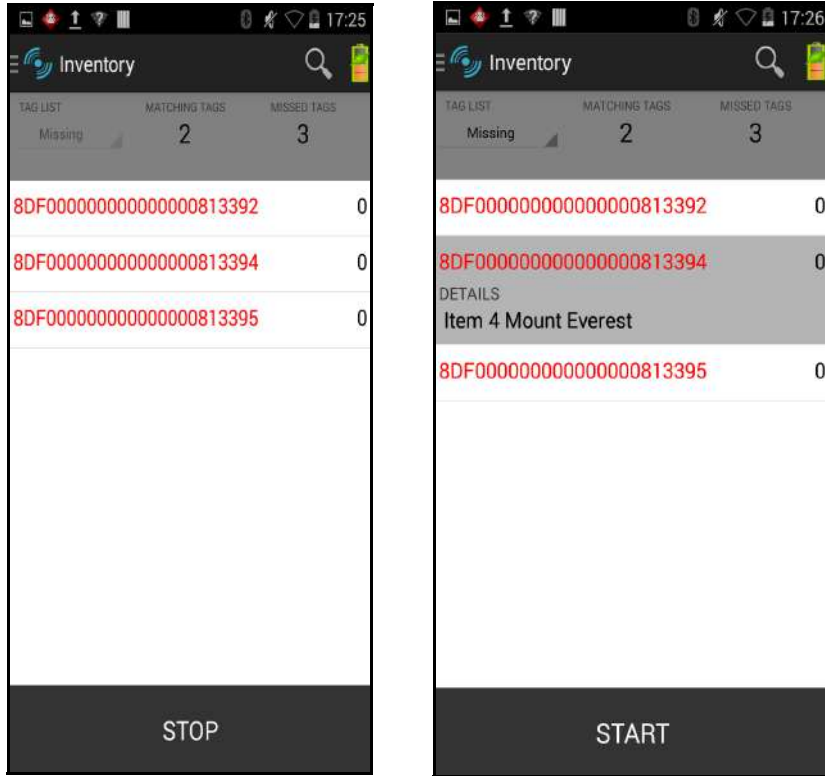 17:25
Inventory
TAG LIST MATCHING TAGS MISSED TAGS
Missing 2 3
8DF000000000000000813392 0
8DF000000000000000813394 0
8DF000000000000000813395 0
STOP
17:26
Inventory
TAG LIST MATCHING TAGS MISSED TAGS
Missing 2 3
8DF000000000000000813392 0
8DF000000000000000813394 0
DETAILS
Item 4 Mount Everest
8DF000000000000000813395 0
START